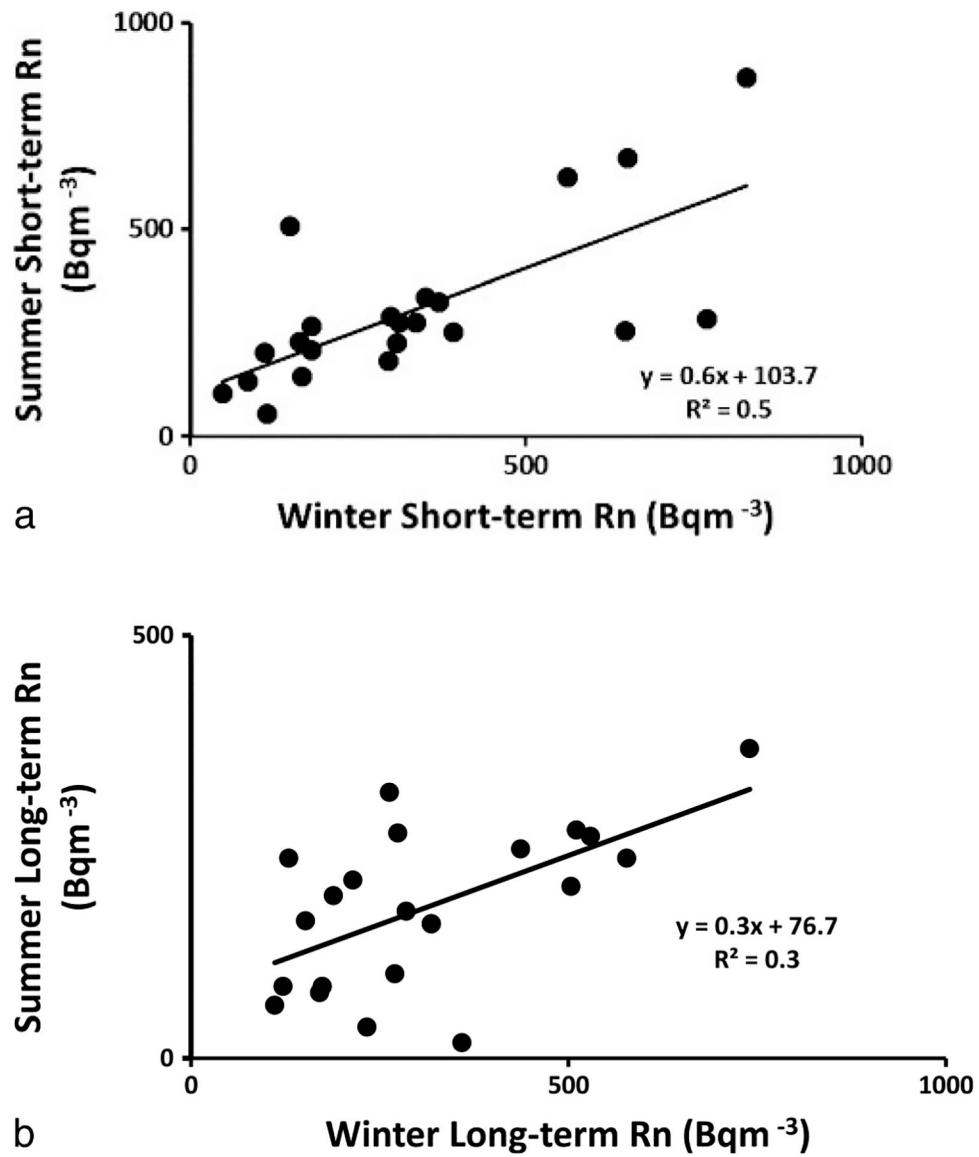 Summer Short-term Rn
(Bqm -3)
1000
500
0
y = 0.6x + 103.7
R² = 0.5
0 500 1000
a Winter Short-term Rn (Bqm -3)
Summer Long-term Rn
(Bqm -3)
500
0
y = 0.3x + 76.7
R² = 0.3
0 500 1000
b Winter Long-term Rn (Bqm -3)